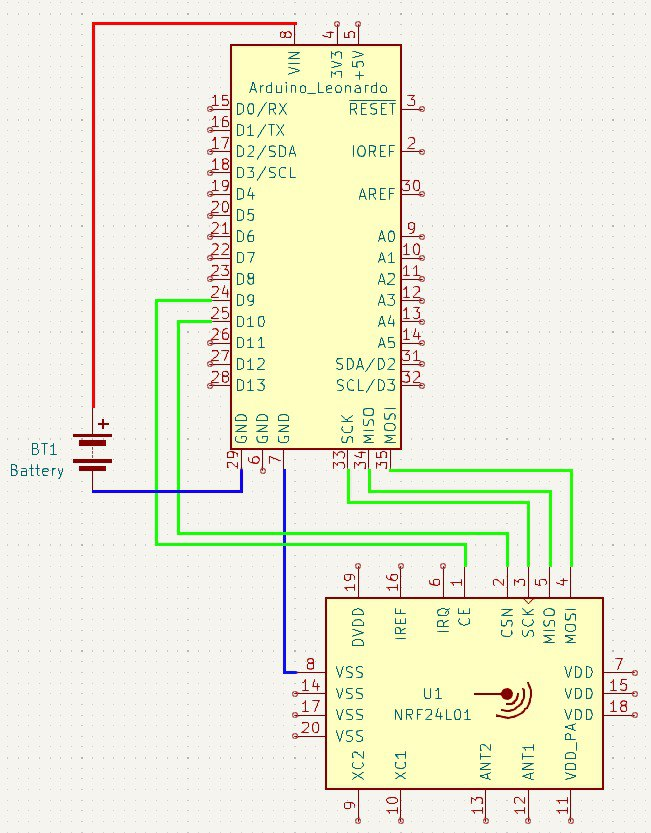 8
4
5
VIN
3V3
+5V
Arduino_Leonardo
15 D0/RX RESET 3
16 D1/TX
17 D2/SDA IOREF 2
18 D3/SCL
19 D4 AREF 30
20 D5
21 D6 A0 9
22 D7 A1 10
23 D8 A2 11
24 D9 A3 12
25 D10 A4 13
26 D11 A5 14
27 D12 SDA/D2 31
28 D13 SCL/D3 32
GND GND GND SCK MISO MOSI
29 6 7 33 34 35
+
BT1
Battery
19 16 6 1 2 3 5 4
DVDD IREF IRQ CE CSN SCK MISO MOSI
8 VSS VDD 7
14 VSS U1 VDD 15
17 VSS NRF24L01 VDD 18
20 VSS
XC2 XC1 ANT2 ANT1 VDD_PA
9 10 13 12 11